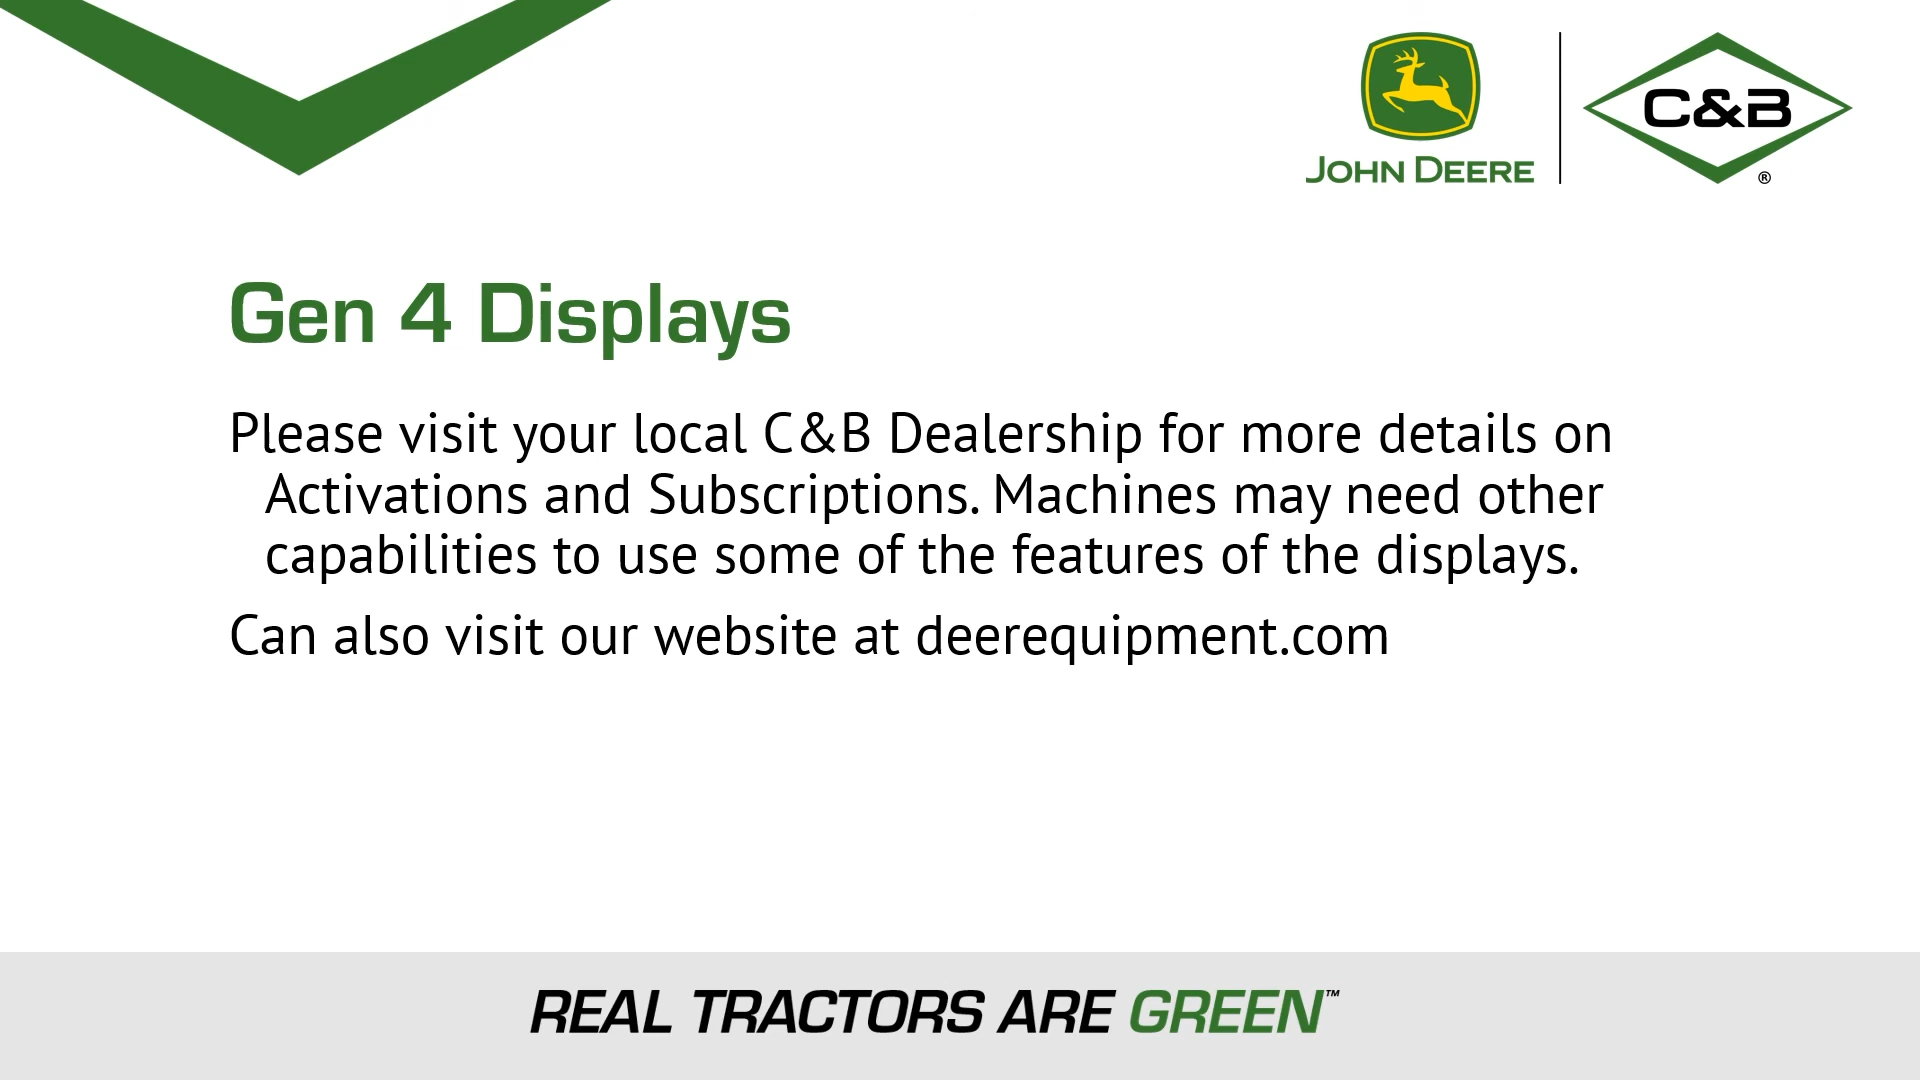 JOHN DEERE
C&B
®
Gen 4 Displays
Please visit your local C&B Dealership for more details on
Activations and Subscriptions. Machines may need other
capabilities to use some of the features of the displays.
Can also visit our website at deerequipment.com
REAL TRACTORS ARE GREEN™